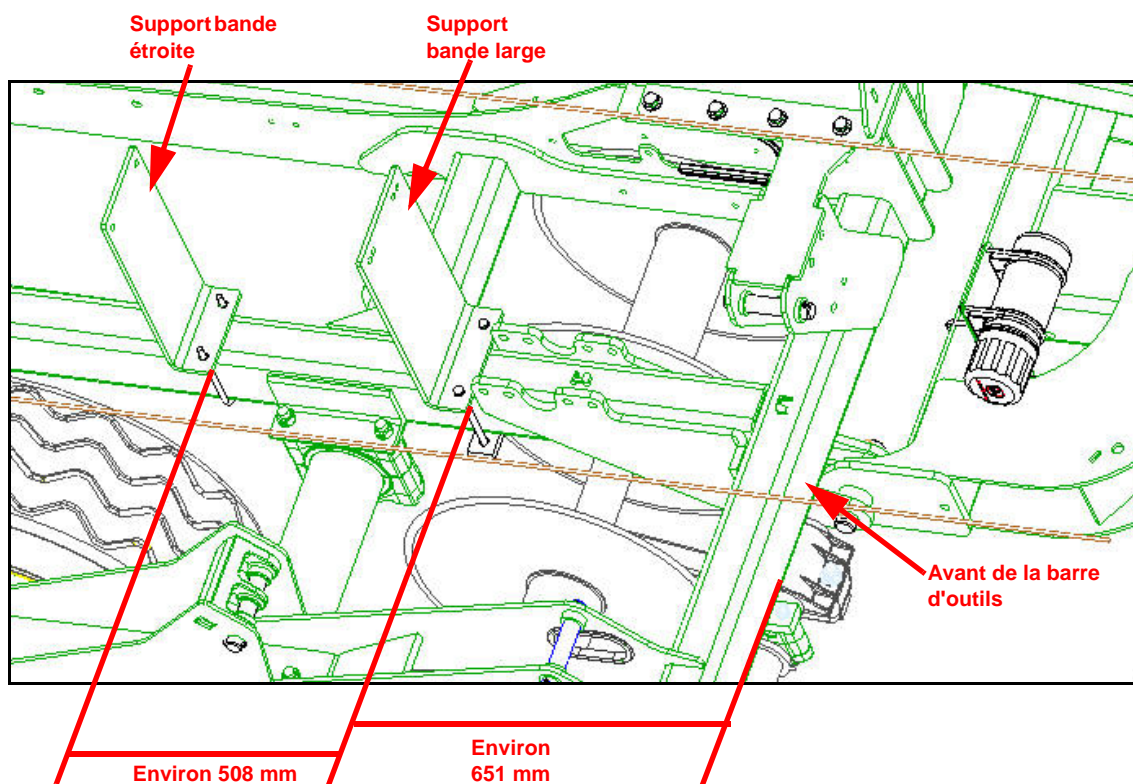 Support bande
étroite
Support
bande large
Avant de la barre
d'outils
Environ 508 mm
Environ
651 mm